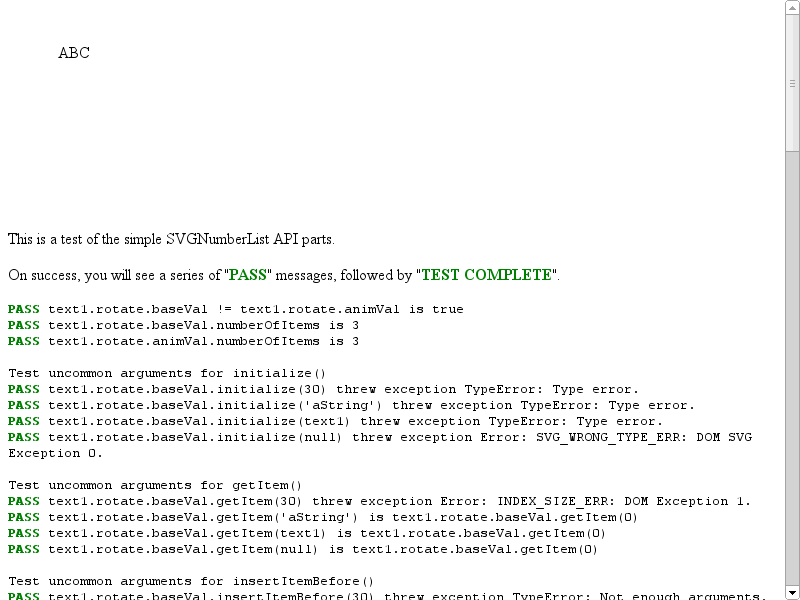 ABC
This is a test of the simple SVGNumberList API parts.
On success, you will see a series of "PASS" messages, followed by "TEST COMPLETE".
PASS text1.rotate.baseVal != text1.rotate.animVal is true
PASS text1.rotate.baseVal.numberOfItems is 3
PASS text1.rotate.animVal.numberOfItems is 3
Test uncommon arguments for initialize()
PASS text1.rotate.baseVal.initialize(30) threw exception TypeError: Type error.
PASS text1.rotate.baseVal.initialize('aString') threw exception TypeError: Type error.
PASS text1.rotate.baseVal.initialize(text1) threw exception TypeError: Type error.
PASS text1.rotate.baseVal.initialize(null) threw exception Error: SVG_WRONG_TYPE_ERR: DOM SVG
Exception 0.
Test uncommon arguments for getItem()
PASS text1.rotate.baseVal.getItem(30) threw exception Error: INDEX_SIZE_ERR: DOM Exception 1.
PASS text1.rotate.baseVal.getItem('aString') is text1.rotate.baseVal.getItem(0)
PASS text1.rotate.baseVal.getItem(text1) is text1.rotate.baseVal.getItem(0)
PASS text1.rotate.baseVal.getItem(null) is text1.rotate.baseVal.getItem(0)
Test uncommon arguments for insertItemBefore()
PASS text1.rotate.baseVal.insertItemBefore(30) threw exception TypeError: Not enough arguments.